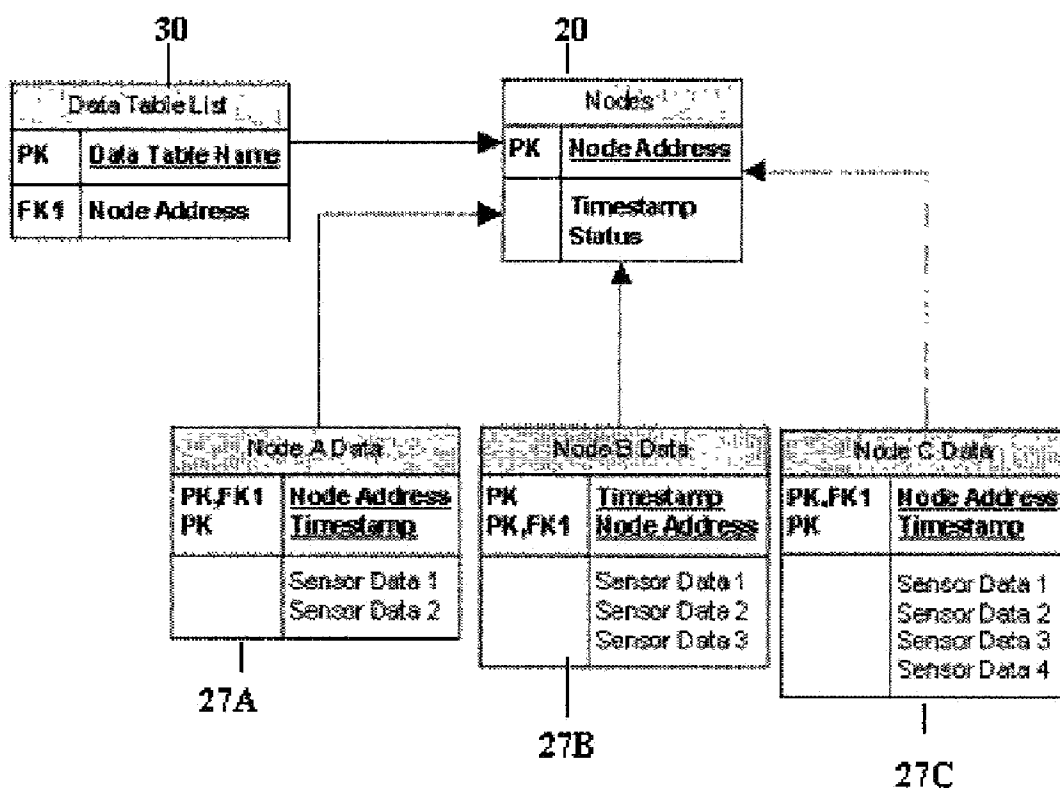 30
20
Data Table List
PK Data Table Name
FK1 Node Address
Nodes
PK Node Address
Timestamp
Status
Node A Data
PK,FK1 Node Address
PK Timestamp
Sensor Data 1
Sensor Data 2
27A
Node B Data
PK Timestamp
PK,FK1 Node Address
Sensor Data 1
Sensor Data 2
Sensor Data 3
27B
Node C Data
PK,FK1 Node Address
PK Timestamp
Sensor Data 1
Sensor Data 2
Sensor Data 3
Sensor Data 4
27C